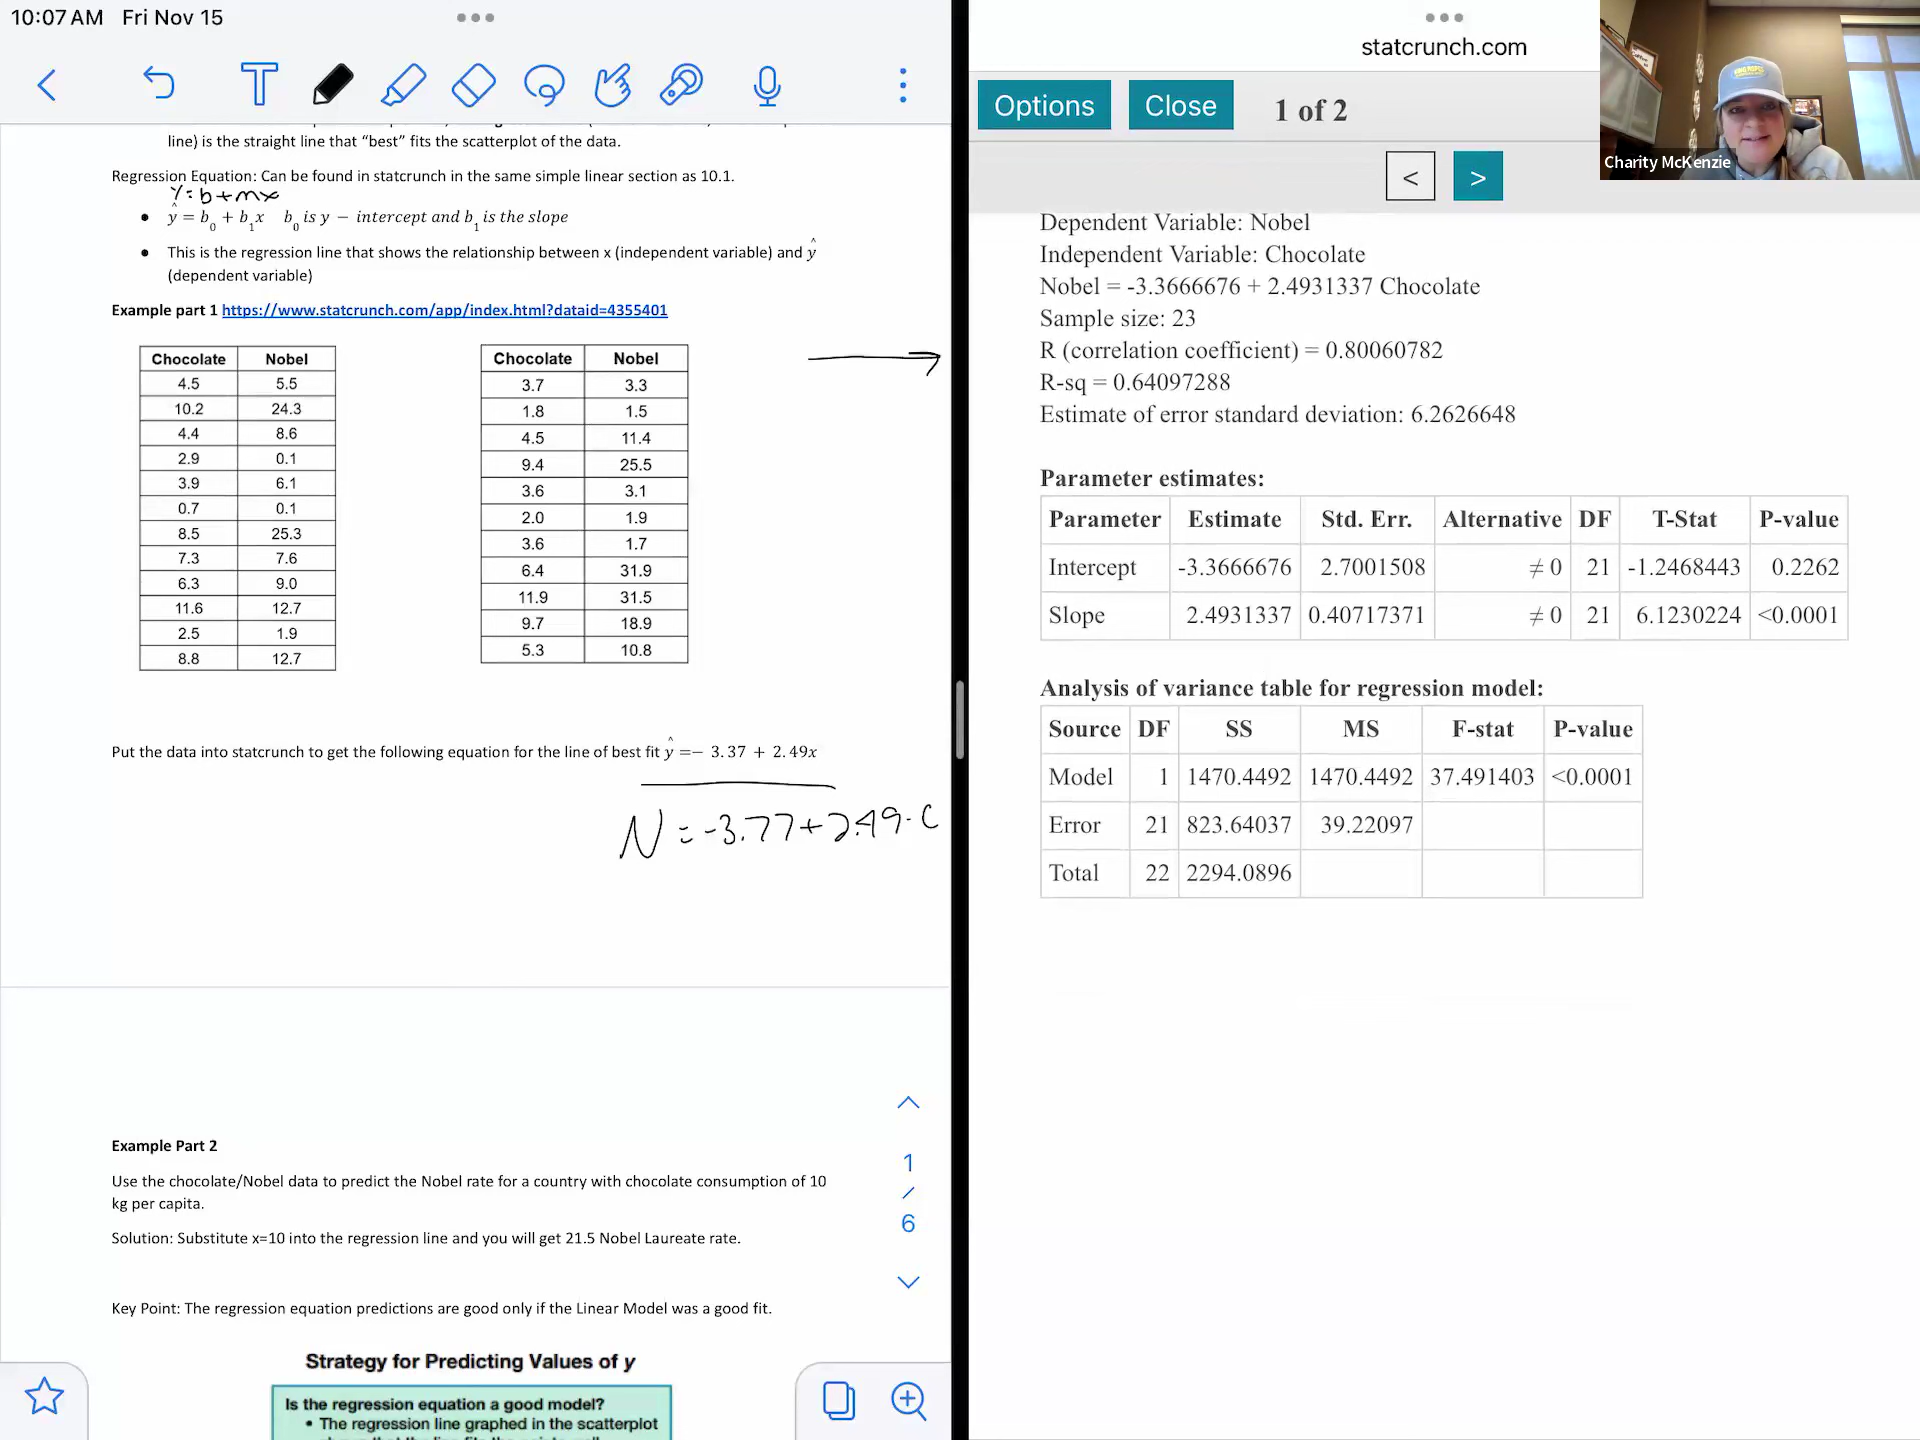 10:07 AM Fri Nov 15
line) is the straight line that “best” fits the scatterplot of the data.
Regression Equation: Can be found in statcrunch in the same simple linear section as 10.1.
Y = b + mx
• ŷ = b0 + b1x b0 is y − intercept and b1 is the slope
• This is the regression line that shows the relationship between x (independent variable) and ŷ
(dependent variable)
Example part 1 https://www.statcrunch.com/app/index.html?dataid=4355401
Chocolate Nobel
4.5 5.5
10.2 24.3
4.4 8.6
2.9 0.1
3.9 6.1
0.7 0.1
8.5 25.3
7.3 7.6
6.3 9.0
11.6 12.7
2.5 1.9
8.8 12.7
Chocolate Nobel
3.7 3.3
1.8 1.5
4.5 11.4
9.4 25.5
3.6 3.1
2.0 1.9
3.6 1.7
6.4 31.9
11.9 31.5
9.7 18.9
5.3 10.8
Put the data into statcrunch to get the following equation for the line of best fit ŷ =− 3.37 + 2.49x
N = -3.77+2.49·C
Example Part 2
Use the chocolate/Nobel data to predict the Nobel rate for a country with chocolate consumption of 10
kg per capita.
Solution: Substitute x=10 into the regression line and you will get 21.5 Nobel Laureate rate.
Key Point: The regression equation predictions are good only if the Linear Model was a good fit.
Strategy for Predicting Values of y
Is the regression equation a good model?
• The regression line graphed in the scatterplot
1
/
6
statcrunch.com
Options Close 1 of 2
< >
Charity McKenzie
Dependent Variable: Nobel
Independent Variable: Chocolate
Nobel = -3.3666676 + 2.4931337 Chocolate
Sample size: 23
R (correlation coefficient) = 0.80060782
R-sq = 0.64097288
Estimate of error standard deviation: 6.2626648
Parameter estimates:
Parameter Estimate Std. Err. Alternative DF T-Stat P-value
Intercept -3.3666676 2.7001508 ≠ 0 21 -1.2468443 0.2262
Slope 2.4931337 0.40717371 ≠ 0 21 6.1230224 <0.0001
Analysis of variance table for regression model:
Source DF SS MS F-stat P-value
Model 1 1470.4492 1470.4492 37.491403 <0.0001
Error 21 823.64037 39.22097
Total 22 2294.0896